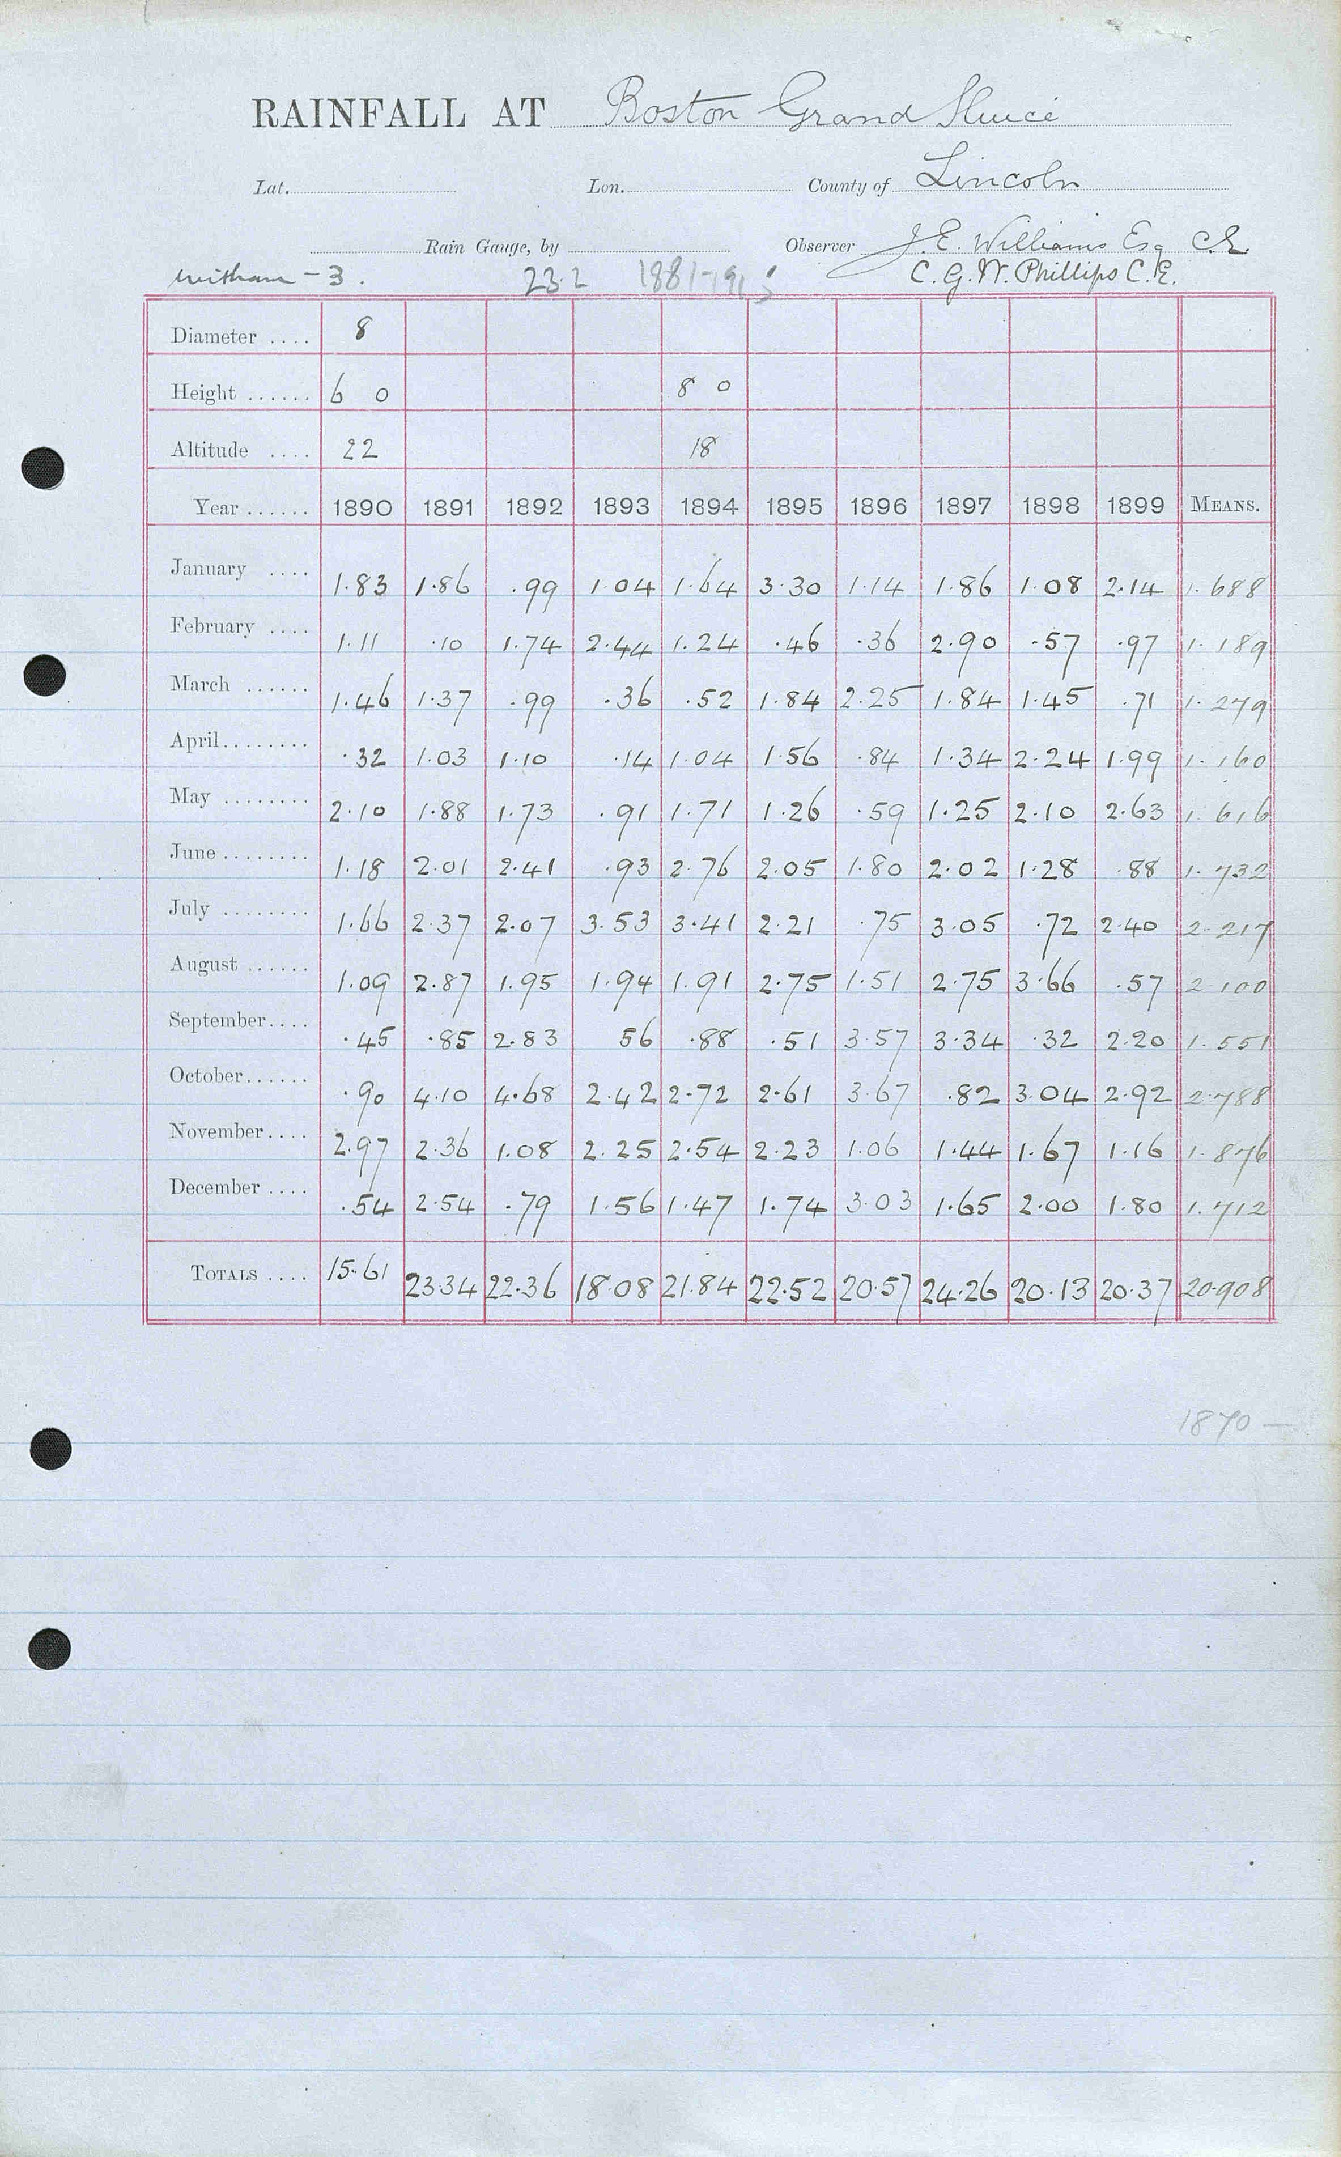 RAINFALL AT Boston Grand Sluice
Lat. Lon. County of Lincoln
Rain Gauge, by Observer J. E. Williams Esq C.E.
Witham - 3. 23.2 1881-1915 C. G. W. Phillips C.E.
Diameter .... 8
Height ...... 6 0 8 0
Altitude .... 22 18
Year ...... 1890 1891 1892 1893 1894 1895 1896 1897 1898 1899 MEANS.
January .... 1.83 1.86 .99 1.04 1.64 3.30 1.14 1.86 1.08 2.14 1.688
February .... 1.11 .10 1.74 2.44 1.24 .46 .36 2.90 .57 .97 1.189
March ...... 1.46 1.37 .99 .36 .52 1.84 2.25 1.84 1.45 .71 1.279
April........ .32 1.03 1.10 .14 1.04 1.56 .84 1.34 2.24 1.99 1.160
May ........ 2.10 1.88 1.73 .91 1.71 1.26 .59 1.25 2.10 2.63 1.616
June ........ 1.18 2.01 2.41 .93 2.76 2.05 1.80 2.02 1.28 .88 1.732
July ........ 1.66 2.37 2.07 3.53 3.41 2.21 .75 3.05 .72 2.40 2.217
August ...... 1.09 2.87 1.95 1.94 1.91 2.75 1.51 2.75 3.66 .57 2.100
September.... .45 .85 2.83 56 .88 .51 3.57 3.34 .32 2.20 1.551
October...... .90 4.10 4.68 2.42 2.72 2.61 3.67 .82 3.04 2.92 2.788
November.... 2.97 2.36 1.08 2.25 2.54 2.23 1.06 1.44 1.67 1.16 1.876
December .... .54 2.54 .79 1.56 1.47 1.74 3.03 1.65 2.00 1.80 1.712
TOTALS .... 15.61 23.34 22.36 18.08 21.84 22.52 20.57 24.26 20.13 20.37 20.908
1870 —